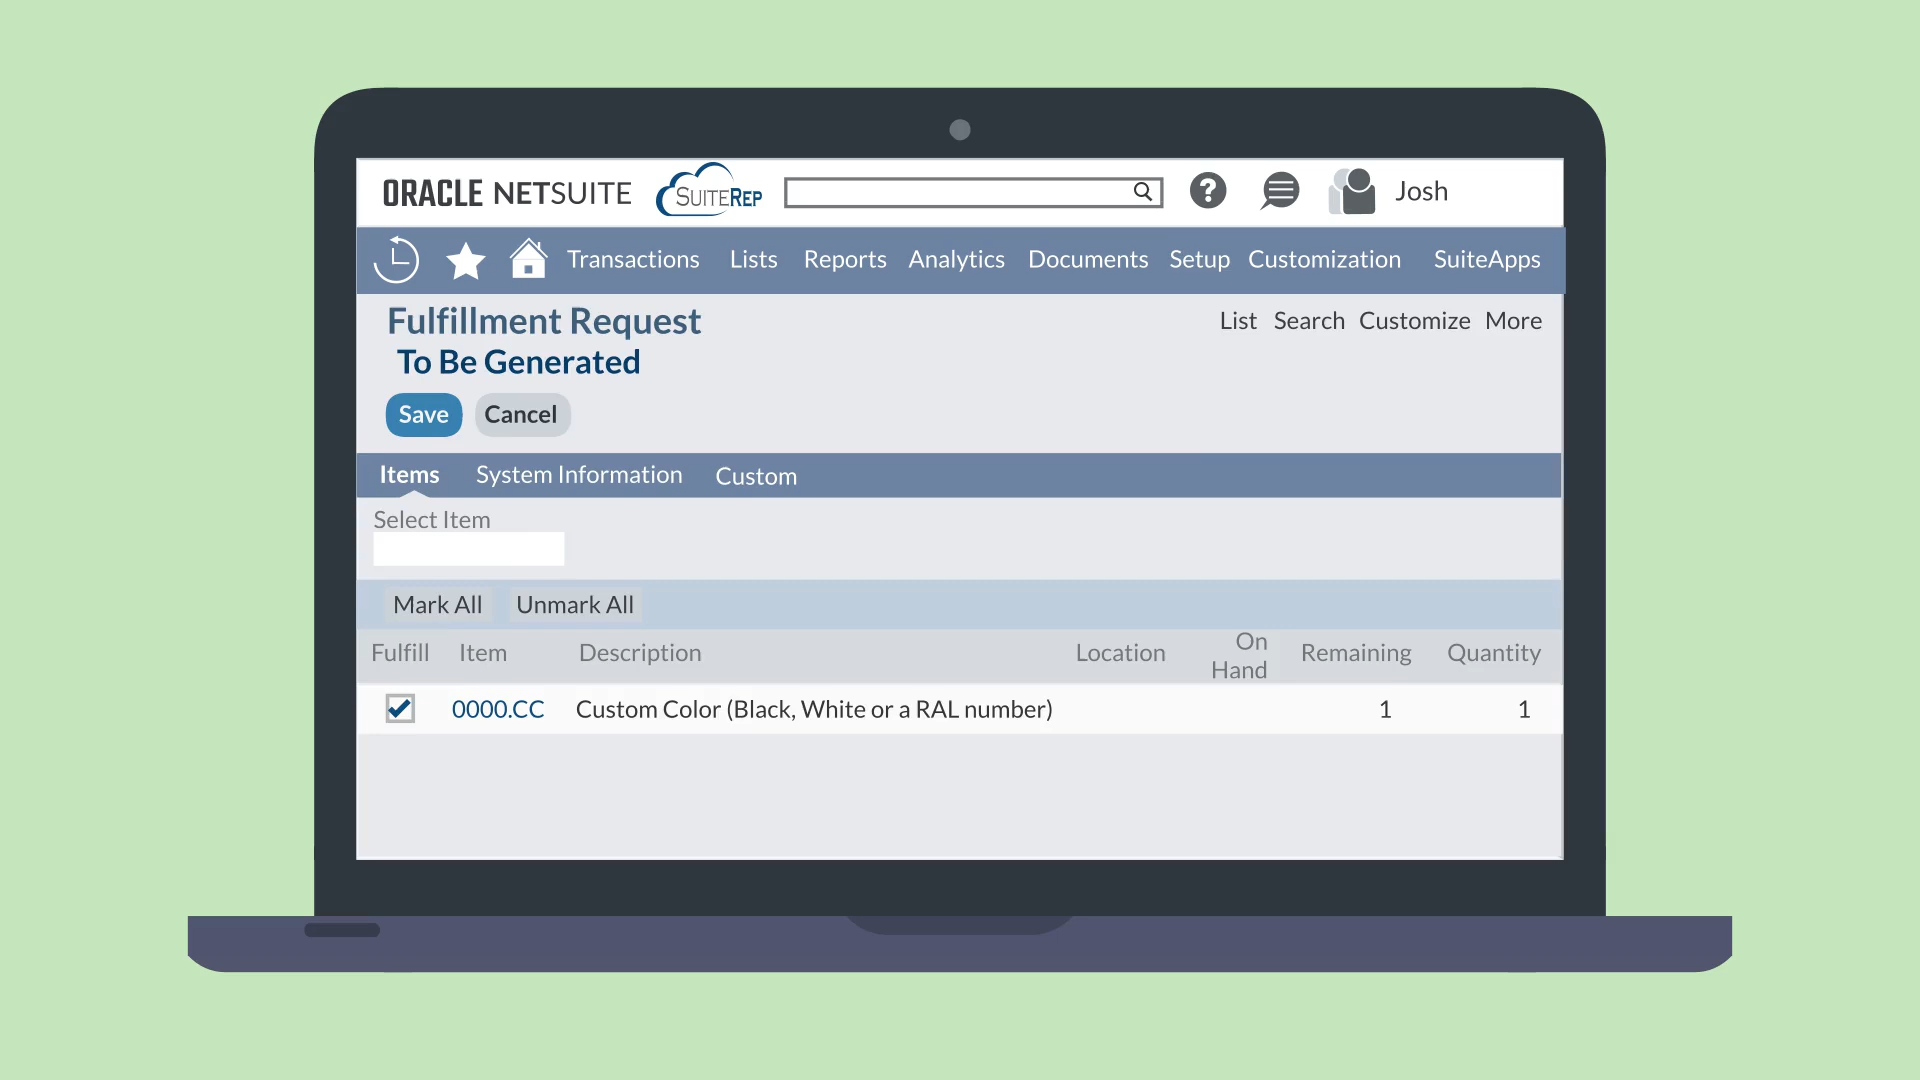 ORACLE NETSUITE SUITEREP ? Josh
Transactions Lists Reports Analytics Documents Setup Customization SuiteApps
Fulfillment Request List Search Customize More
To Be Generated
Save Cancel
Items System Information Custom
Select Item
Mark All Unmark All
Fulfill Item Description Location On Hand Remaining Quantity
0000.CC Custom Color (Black, White or a RAL number) 1 1